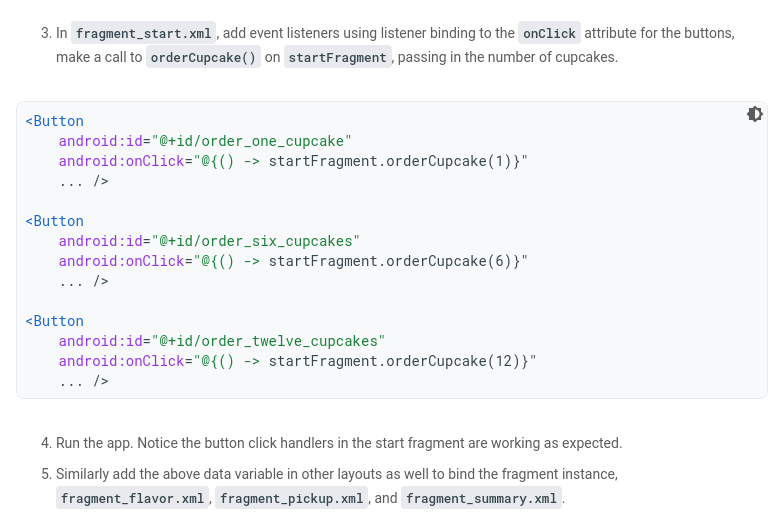 3. In fragment_start.xml, add event listeners using listener binding to the onClick attribute for the buttons,
make a call to orderCupcake() on startFragment, passing in the number of cupcakes.
<Button
    android:id="@+id/order_one_cupcake"
    android:onClick="@{() -> startFragment.orderCupcake(1)}"
    ... />
<Button
    android:id="@+id/order_six_cupcakes"
    android:onClick="@{() -> startFragment.orderCupcake(6)}"
    ... />
<Button
    android:id="@+id/order_twelve_cupcakes"
    android:onClick="@{() -> startFragment.orderCupcake(12)}"
    ... />
4. Run the app. Notice the button click handlers in the start fragment are working as expected.
5. Similarly add the above data variable in other layouts as well to bind the fragment instance,
fragment_flavor.xml, fragment_pickup.xml, and fragment_summary.xml.